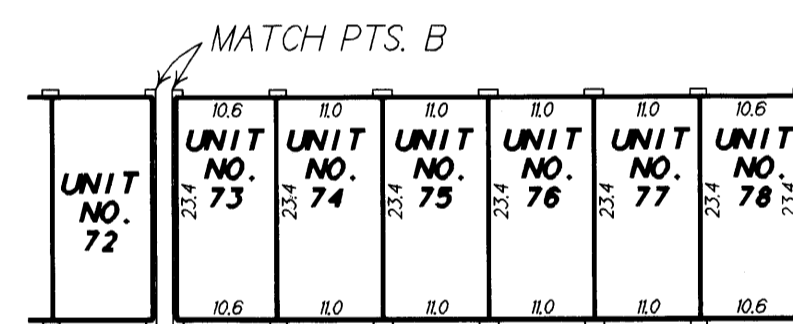 MATCH PTS. B
10.6 11.0 11.0 11.0 11.0 10.6
UNIT NO. 72
UNIT NO. 73
UNIT NO. 74
UNIT NO. 75
UNIT NO. 76
UNIT NO. 77
UNIT NO. 78
23.4 23.4 23.4 23.4 23.4 23.4 23.4
10.6 11.0 11.0 11.0 11.0 10.6